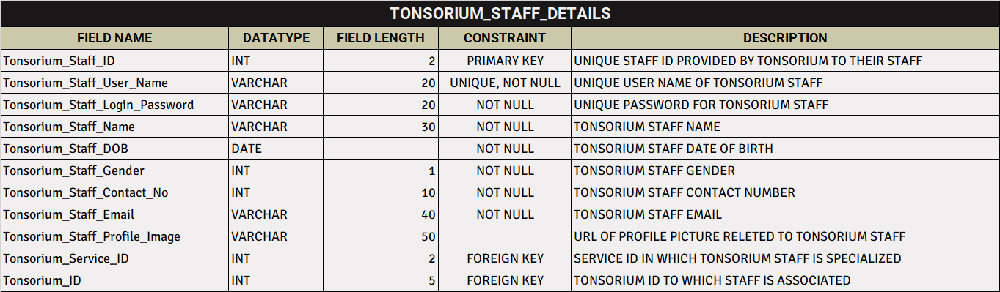 TONSORIUM_STAFF_DETAILS
FIELD NAME DATATYPE FIELD LENGTH CONSTRAINT DESCRIPTION
Tonsorium_Staff_ID INT 2 PRIMARY KEY UNIQUE STAFF ID PROVIDED BY TONSORIUM TO THEIR STAFF
Tonsorium_Staff_User_Name VARCHAR 20 UNIQUE, NOT NULL UNIQUE USER NAME OF TONSORIUM STAFF
Tonsorium_Staff_Login_Password VARCHAR 20 NOT NULL UNIQUE PASSWORD FOR TONSORIUM STAFF
Tonsorium_Staff_Name VARCHAR 30 NOT NULL TONSORIUM STAFF NAME
Tonsorium_Staff_DOB DATE NOT NULL TONSORIUM STAFF DATE OF BIRTH
Tonsorium_Staff_Gender INT 1 NOT NULL TONSORIUM STAFF GENDER
Tonsorium_Staff_Contact_No INT 10 NOT NULL TONSORIUM STAFF CONTACT NUMBER
Tonsorium_Staff_Email VARCHAR 40 NOT NULL TONSORIUM STAFF EMAIL
Tonsorium_Staff_Profile_Image VARCHAR 50 URL OF PROFILE PICTURE RELETED TO TONSORIUM STAFF
Tonsorium_Service_ID INT 2 FOREIGN KEY SERVICE ID IN WHICH TONSORIUM STAFF IS SPECIALIZED
Tonsorium_ID INT 5 FOREIGN KEY TONSORIUM ID TO WHICH STAFF IS ASSOCIATED